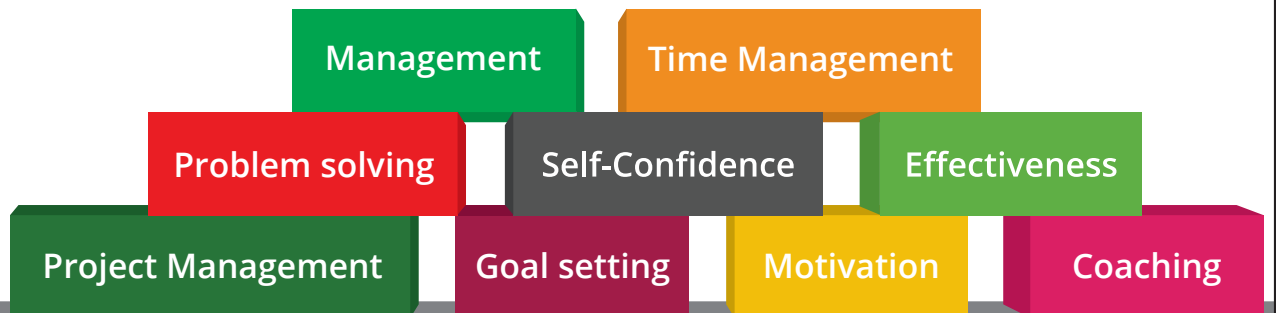 Management Time Management
Problem solving Self-Confidence Effectiveness
Project Management Goal setting Motivation Coaching